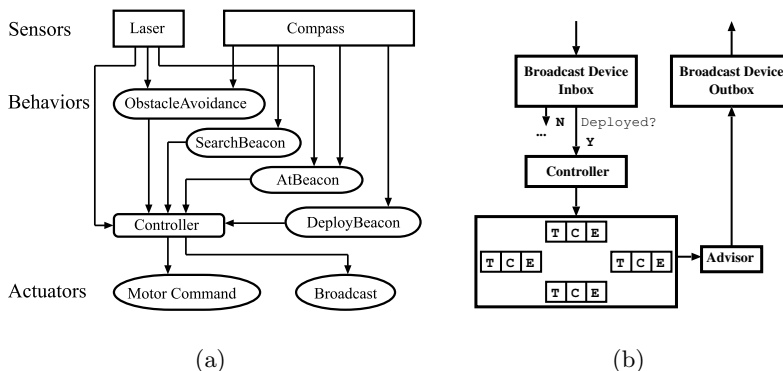 Sensors
Laser
Compass
Behaviors
ObstacleAvoidance
SearchBeacon
AtBeacon
DeployBeacon
Controller
Actuators
Motor Command
Broadcast
(a)
Broadcast Device
Inbox
Broadcast Device
Outbox
N
Deployed?
...
Y
Controller
T C E
T C E
T C E
T C E
Advisor
(b)